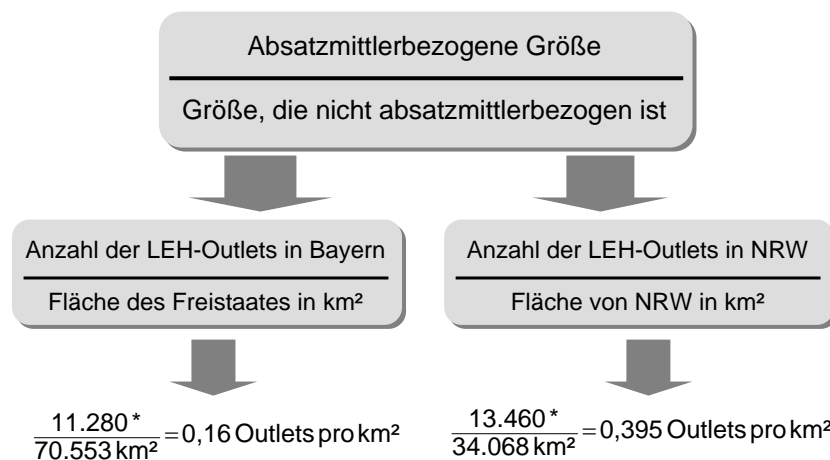 Absatzmittlerbezogene Größe
Größe, die nicht absatzmittlerbezogen ist
Anzahl der LEH-Outlets in Bayern
Fläche des Freistaates in km²
Anzahl der LEH-Outlets in NRW
Fläche von NRW in km²
11.280 *
70.553 km²
= 0,16 Outlets pro km²
13.460 *
34.068 km²
= 0,395 Outlets pro km²